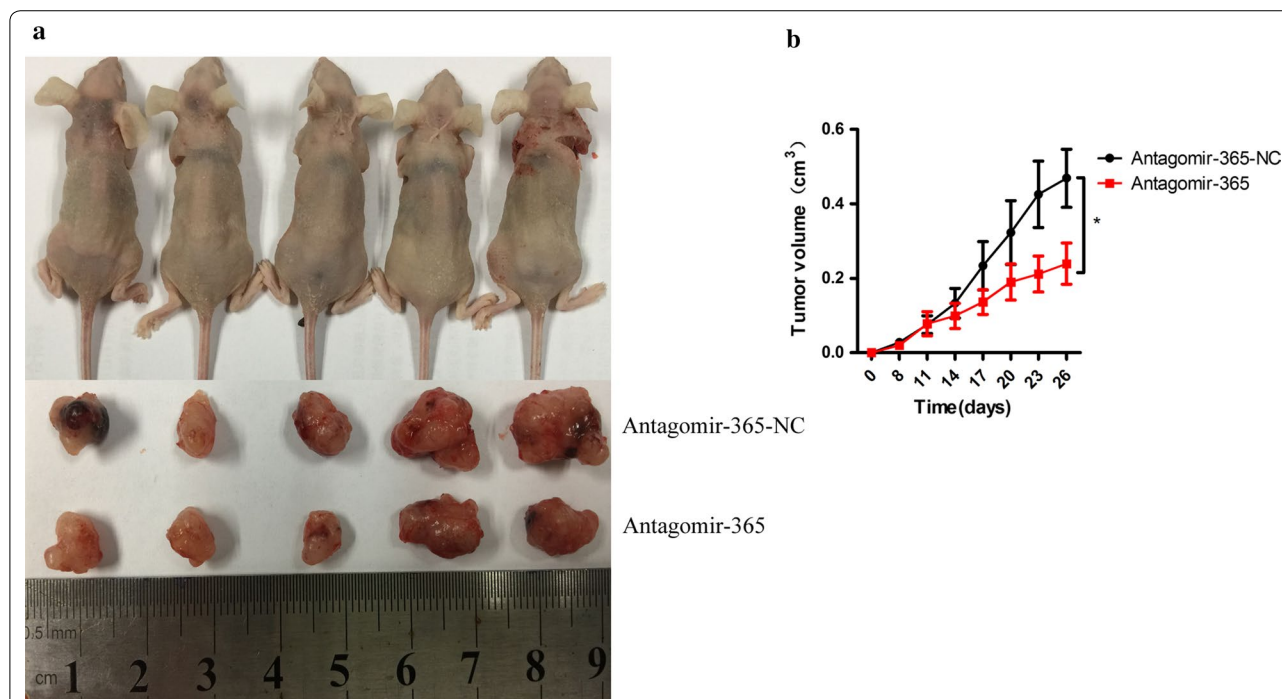 a
Antagomir-365-NC
Antagomir-365
0.5 mm
cm 1 2 3 4 5 6 7 8 9
b
Tumor volume (cm³)
0.6
0.4
0.2
0.0
0 8 11 14 17 20 23 26
Time(days)
Antagomir-365-NC
Antagomir-365
*